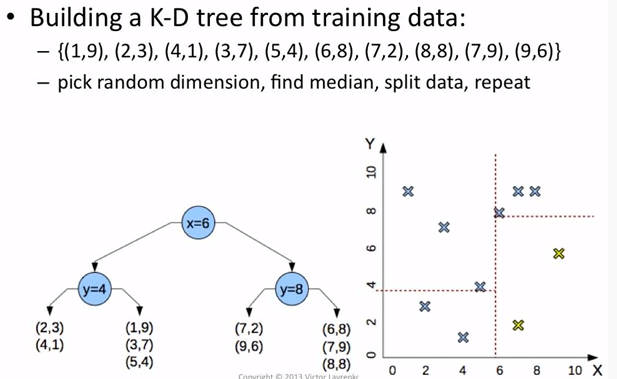 • Building a K-D tree from training data:
– {(1,9), (2,3), (4,1), (3,7), (5,4), (6,8), (7,2), (8,8), (7,9), (9,6)}
– pick random dimension, find median, split data, repeat
x=6
y=4
y=8
(2,3)
(4,1)
(1,9)
(3,7)
(5,4)
(7,2)
(9,6)
(6,8)
(7,9)
(8,8)
Y
10
8
6
4
2
0
0 2 4 6 8 10 X
Copyright © 2013 Victor